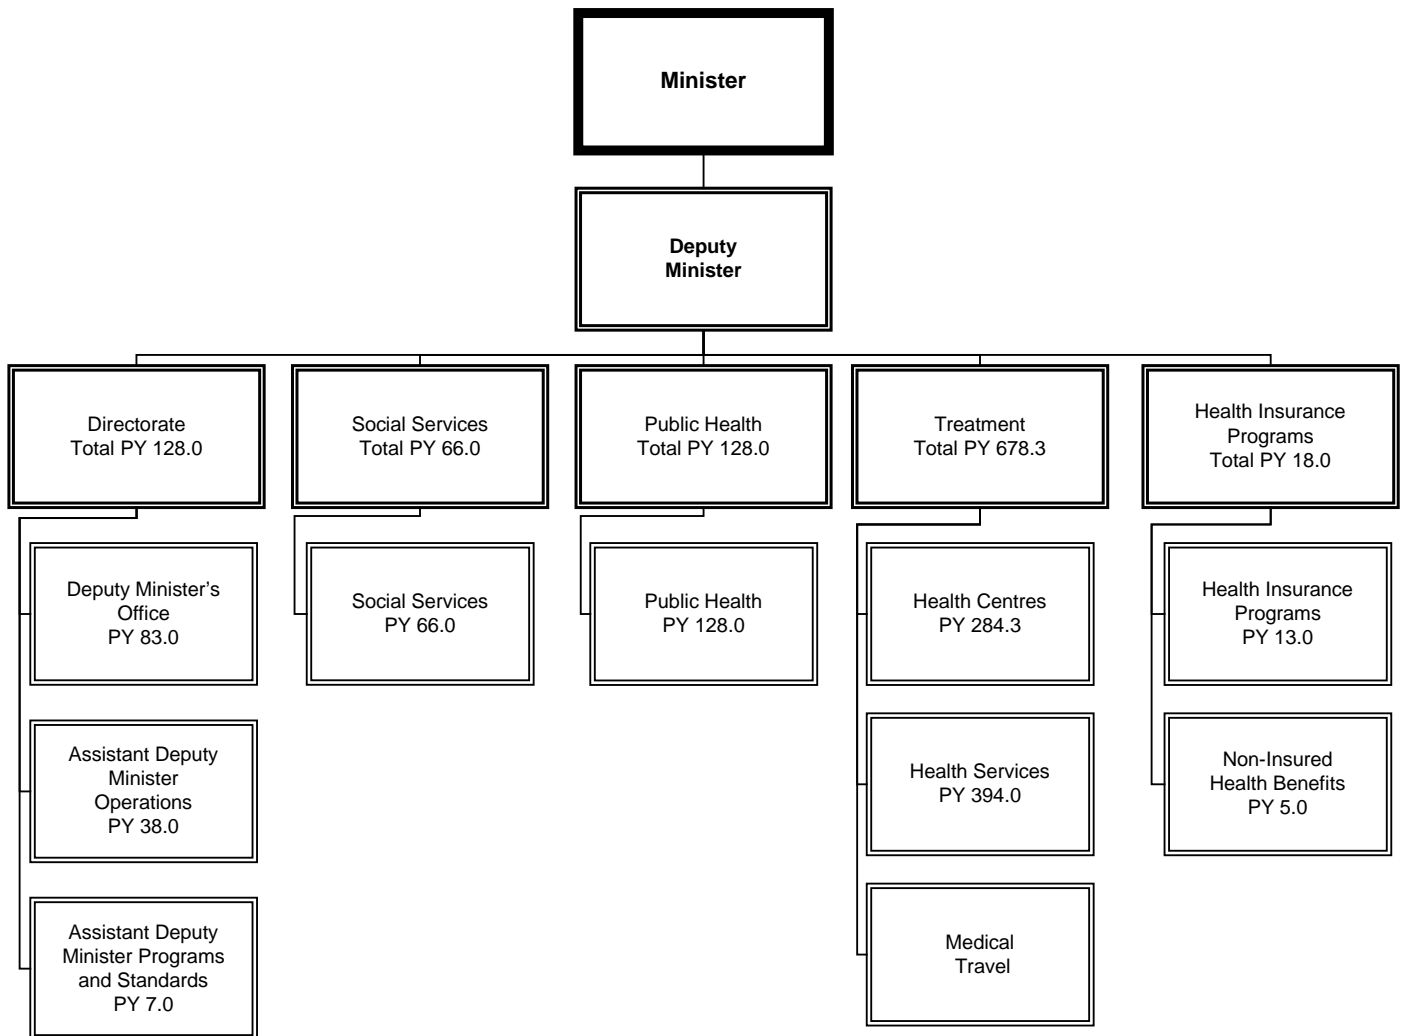 Minister
Deputy
Minister
Directorate
Total PY 128.0
Social Services
Total PY 66.0
Public Health
Total PY 128.0
Treatment
Total PY 678.3
Health Insurance
Programs
Total PY 18.0
Deputy Minister’s
Office
PY 83.0
Social Services
PY 66.0
Public Health
PY 128.0
Health Centres
PY 284.3
Health Insurance
Programs
PY 13.0
Assistant Deputy
Minister
Operations
PY 38.0
Health Services
PY 394.0
Non-Insured
Health Benefits
PY 5.0
Assistant Deputy
Minister Programs
and Standards
PY 7.0
Medical
Travel